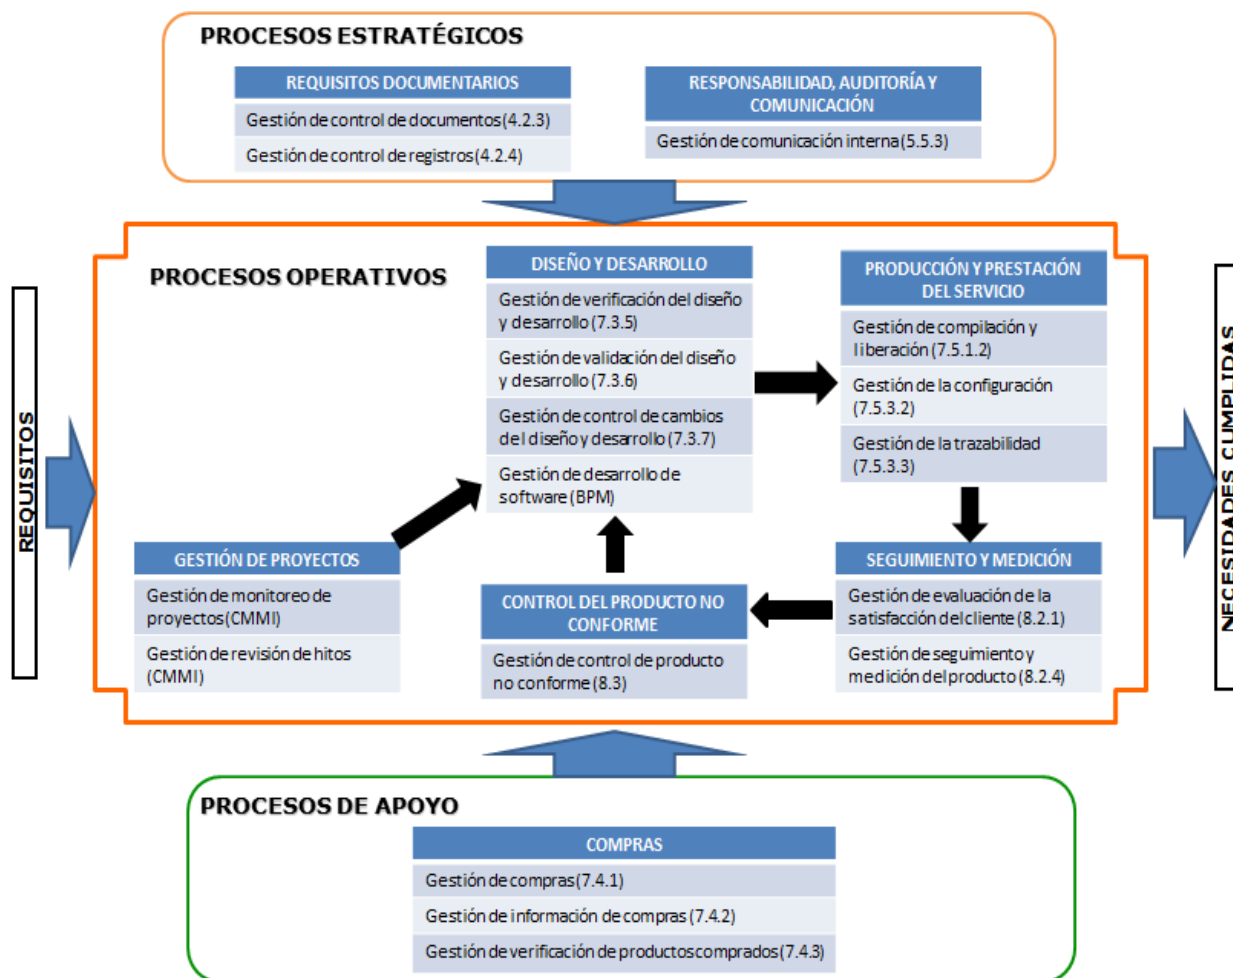 PROCESOS ESTRATÉGICOS
REQUISITOS DOCUMENTARIOS
Gestión de control de documentos (4.2.3)
Gestión de control de registros (4.2.4)
RESPONSABILIDAD, AUDITORÍA Y
COMUNICACIÓN
Gestión de comunicación interna (5.5.3)
REQUISITOS
PROCESOS OPERATIVOS
DISEÑO Y DESARROLLO
Gestión de verificación del diseño
y desarrollo (7.3.5)
Gestión de validación del diseño
y desarrollo (7.3.6)
Gestión de control de cambios
del diseño y desarrollo (7.3.7)
Gestión de desarrollo de
software (BPM)
PRODUCCIÓN Y PRESTACIÓN
DEL SERVICIO
Gestión de compilación y
liberación (7.5.1.2)
Gestión de la configuración
(7.5.3.2)
Gestión de la trazabilidad
(7.5.3.3)
GESTIÓN DE PROYECTOS
Gestión de monitoreo de
proyectos (CMMI)
Gestión de revisión de hitos
(CMMI)
CONTROL DEL PRODUCTO NO
CONFORME
Gestión de control de producto
no conforme (8.3)
SEGUIMIENTO Y MEDICIÓN
Gestión de evaluación de la
satisfacción del cliente (8.2.1)
Gestión de seguimiento y
medición del producto (8.2.4)
NECESIDADES CUMPLIDAS
PROCESOS DE APOYO
COMPRAS
Gestión de compras (7.4.1)
Gestión de información de compras (7.4.2)
Gestión de verificación de productos comprados (7.4.3)